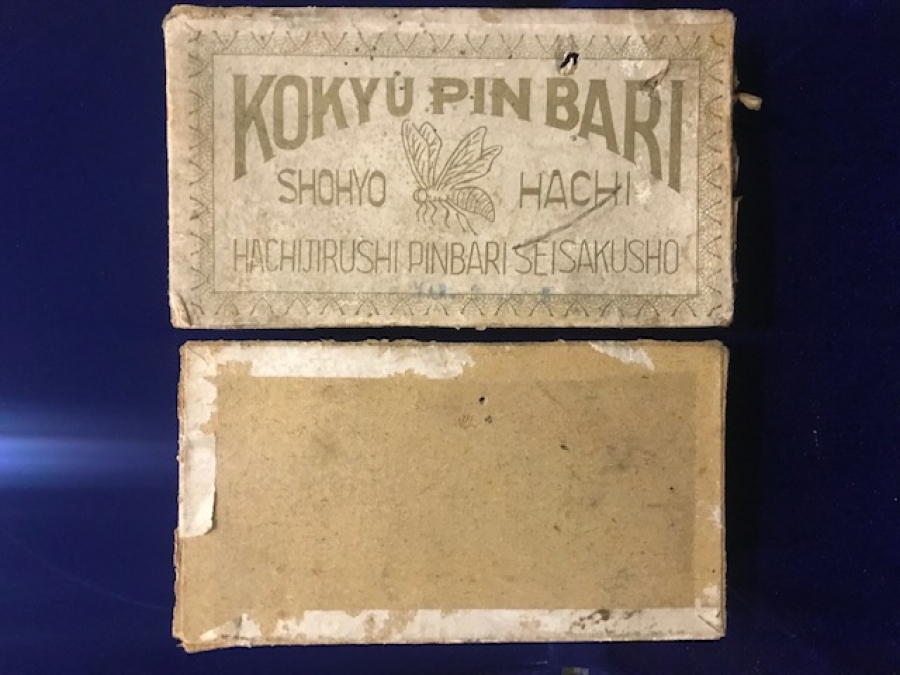 KOKYU PIN BARI
SHOHYO HACHI
HACHIJIRUSHI PINBARI SEISAKUSHO